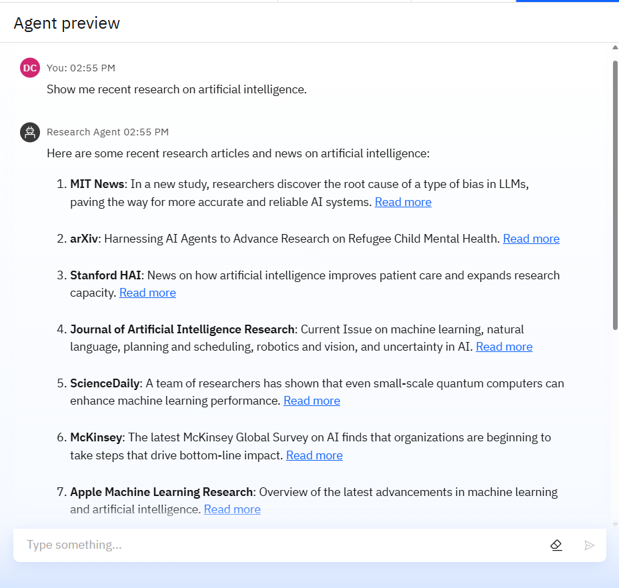 Agent preview
DC You: 02:55 PM
Show me recent research on artificial intelligence.
Research Agent 02:55 PM
Here are some recent research articles and news on artificial intelligence:
1. MIT News: In a new study, researchers discover the root cause of a type of bias in LLMs,
paving the way for more accurate and reliable AI systems. Read more
2. arXiv: Harnessing AI Agents to Advance Research on Refugee Child Mental Health. Read more
3. Stanford HAI: News on how artificial intelligence improves patient care and expands research
capacity. Read more
4. Journal of Artificial Intelligence Research: Current Issue on machine learning, natural
language, planning and scheduling, robotics and vision, and uncertainty in AI. Read more
5. ScienceDaily: A team of researchers has shown that even small-scale quantum computers can
enhance machine learning performance. Read more
6. McKinsey: The latest McKinsey Global Survey on AI finds that organizations are beginning to
take steps that drive bottom-line impact. Read more
7. Apple Machine Learning Research: Overview of the latest advancements in machine learning
and artificial intelligence. Read more
Type something...